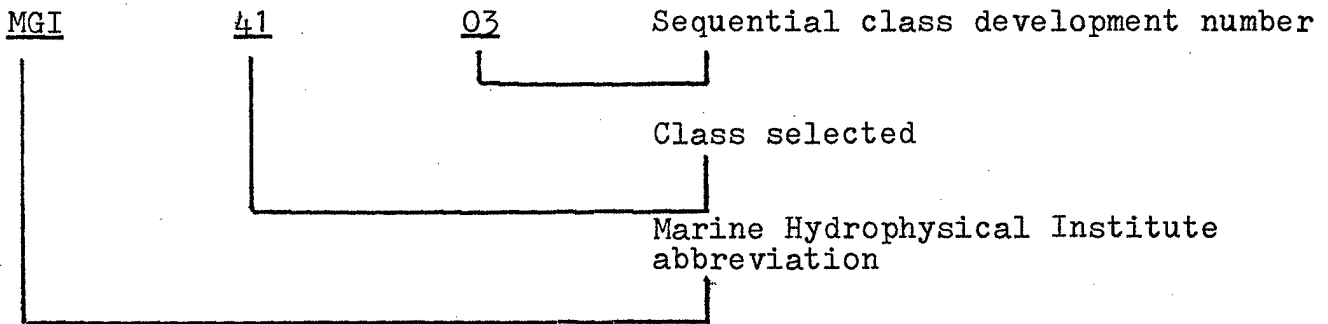 MGI 41 03 Sequential class development number
Class selected
Marine Hydrophysical Institute
abbreviation